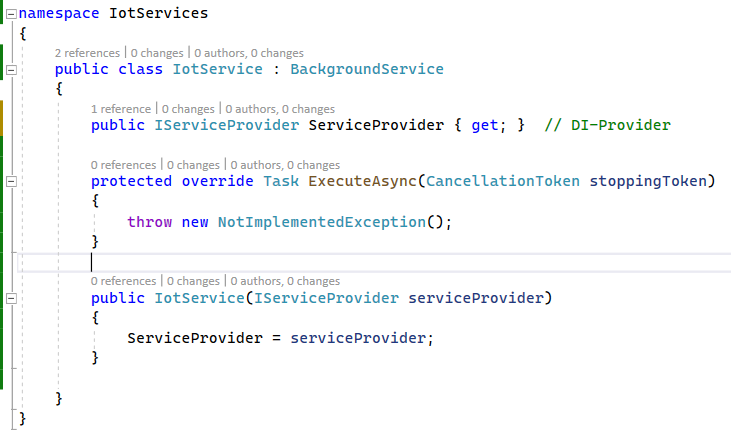 namespace IotServices
{
2 references | 0 changes | 0 authors, 0 changes
public class IotService : BackgroundService
{
1 reference | 0 changes | 0 authors, 0 changes
public IServiceProvider ServiceProvider { get; }  // DI-Provider
0 references | 0 changes | 0 authors, 0 changes
protected override Task ExecuteAsync(CancellationToken stoppingToken)
{
throw new NotImplementedException();
}
0 references | 0 changes | 0 authors, 0 changes
public IotService(IServiceProvider serviceProvider)
{
ServiceProvider = serviceProvider;
}
}
}